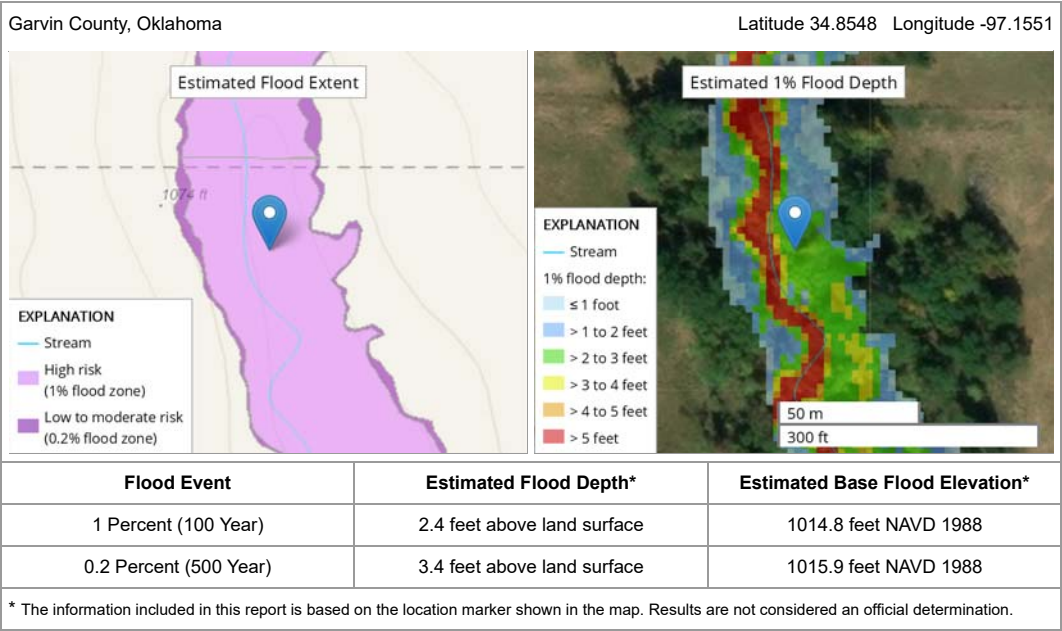 Garvin County, Oklahoma
Latitude 34.8548 Longitude -97.1551
Estimated Flood Extent
1074 ft
EXPLANATION
Stream
High risk
(1% flood zone)
Low to moderate risk
(0.2% flood zone)
Estimated 1% Flood Depth
EXPLANATION
Stream
1% flood depth:
≤ 1 foot
> 1 to 2 feet
> 2 to 3 feet
> 3 to 4 feet
> 4 to 5 feet
> 5 feet
50 m
300 ft
Flood Event Estimated Flood Depth* Estimated Base Flood Elevation*
1 Percent (100 Year) 2.4 feet above land surface 1014.8 feet NAVD 1988
0.2 Percent (500 Year) 3.4 feet above land surface 1015.9 feet NAVD 1988
* The information included in this report is based on the location marker shown in the map. Results are not considered an official determination.